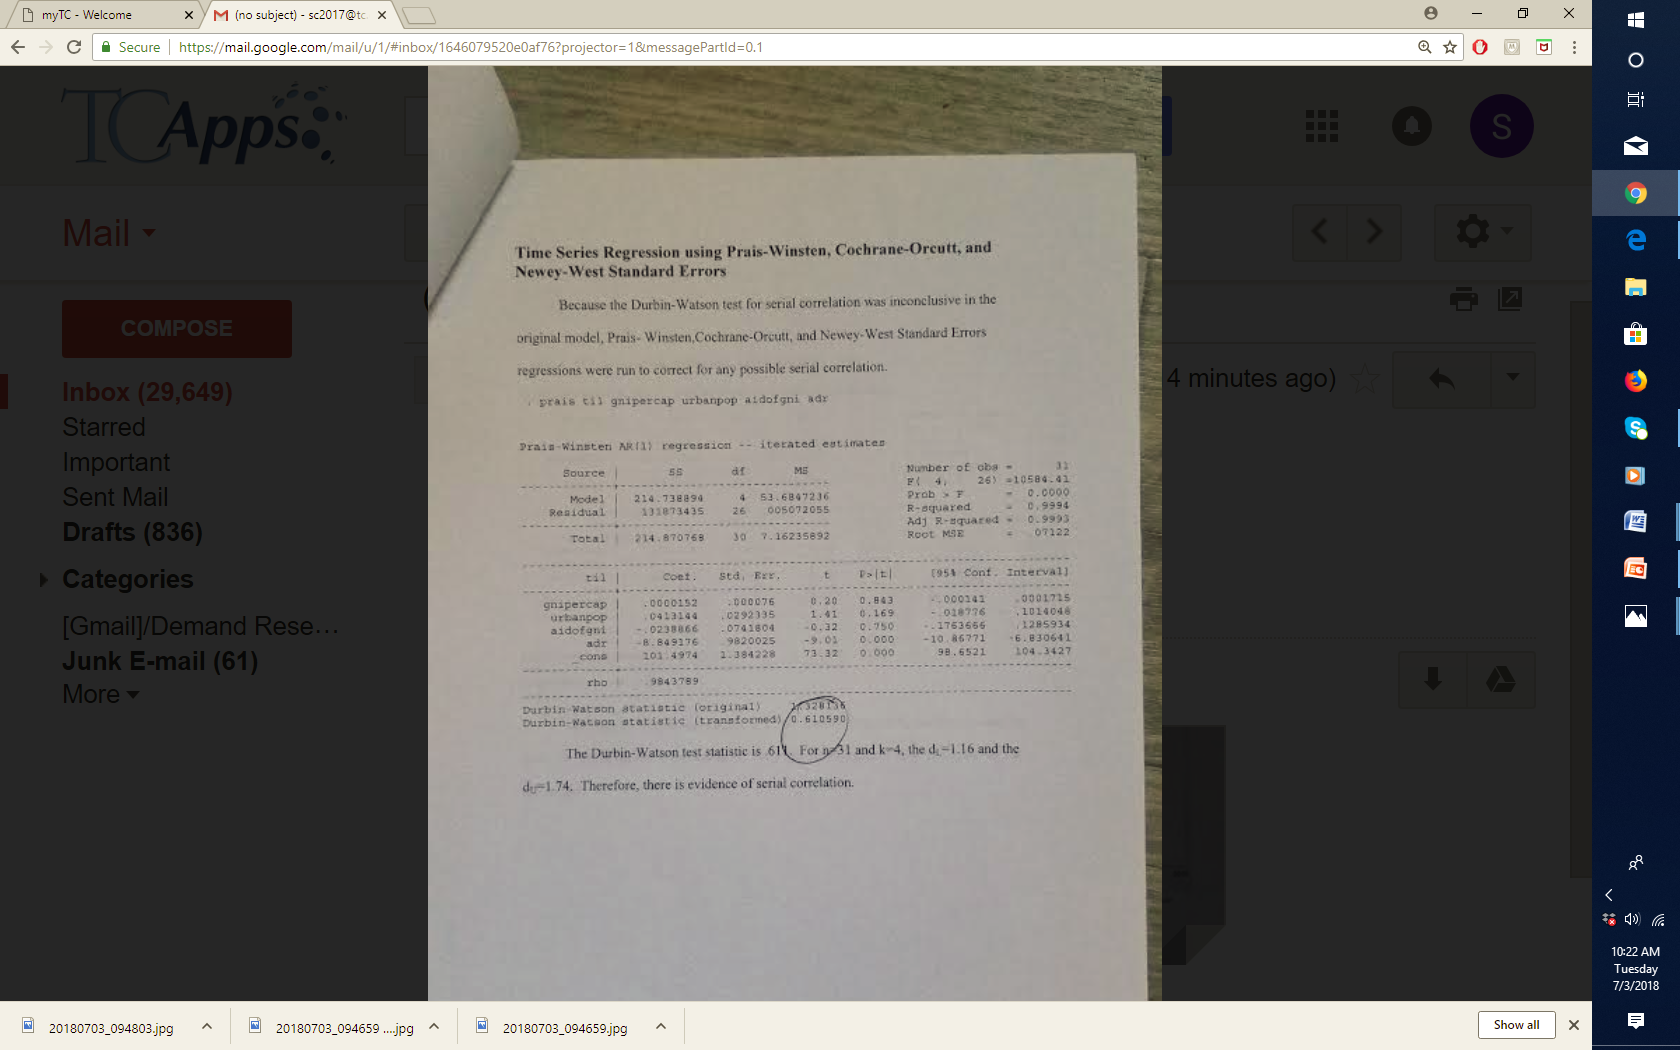 myTC - Welcome
(no subject) - sc2017@tc
Secure
https://mail.google.com/mail/u/1/#inbox/1646079520e0af76?projector=1&messagePartId=0.1
TCApps
S
Mail
COMPOSE
Inbox (29,649)
Starred
Important
Sent Mail
Drafts (836)
Categories
[Gmail]/Demand Rese…
Junk E-mail (61)
More
4 minutes ago)
Time Series Regression using Prais-Winsten, Cochrane-Orcutt, and
Newey-West Standard Errors
Because the Durbin-Watson test for serial correlation was inconclusive in the
original model, Prais- Winsten,Cochrane-Orcutt, and Newey-West Standard Errors
regressions were run to correct for any possible serial correlation.
. prais til gnipercap urbanpop aidofgni adr
Prais-Winsten AR(1) regression -- iterated estimates
Source | SS df MS Number of obs = 31
F( 4, 26) =10584.41
Model | 214.738894 4 53.6847236 Prob > F = 0.0000
Residual | .131873435 26 .005072055 R-squared = 0.9994
Adj R-squared = 0.9993
Total | 214.870768 30 7.16235892 Root MSE = .07122
til | Coef. Std. Err. t P>|t| [95% Conf. Interval]
gnipercap | .0000152 .000076 0.20 0.843 -.000141 .0001715
urbanpop | .0413144 .0292335 1.41 0.169 -.018776 .1014048
aidofgni | -.0238866 .0741804 -0.32 0.750 -.1763666 .1285934
adr | -8.849176 .9820025 -9.01 0.000 -10.86771 -6.830641
_cons | 101.4974 1.384228 73.32 0.000 98.6521 104.3427
rho | .9843789
Durbin-Watson statistic (original) 1.328136
Durbin-Watson statistic (transformed) 0.610590
The Durbin-Watson test statistic is .611. For n=31 and k=4, the dL=1.16 and the
dU=1.74. Therefore, there is evidence of serial correlation.
20180703_094803.jpg
20180703_094659 ....jpg
20180703_094659.jpg
Show all
10:22 AM
Tuesday
7/3/2018